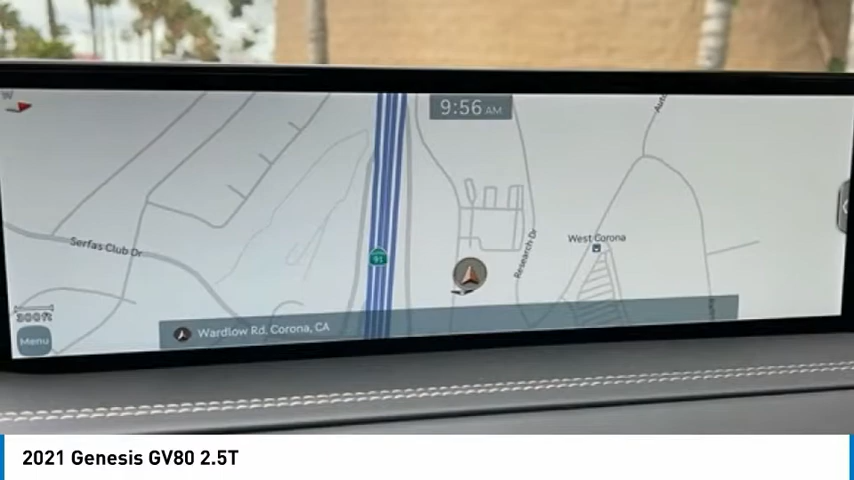 W
9:56 AM
Serfas Club Dr
91
Research Dr
West Corona
300ft
Menu
Wardlow Rd. Corona, CA
2021 Genesis GV80 2.5T